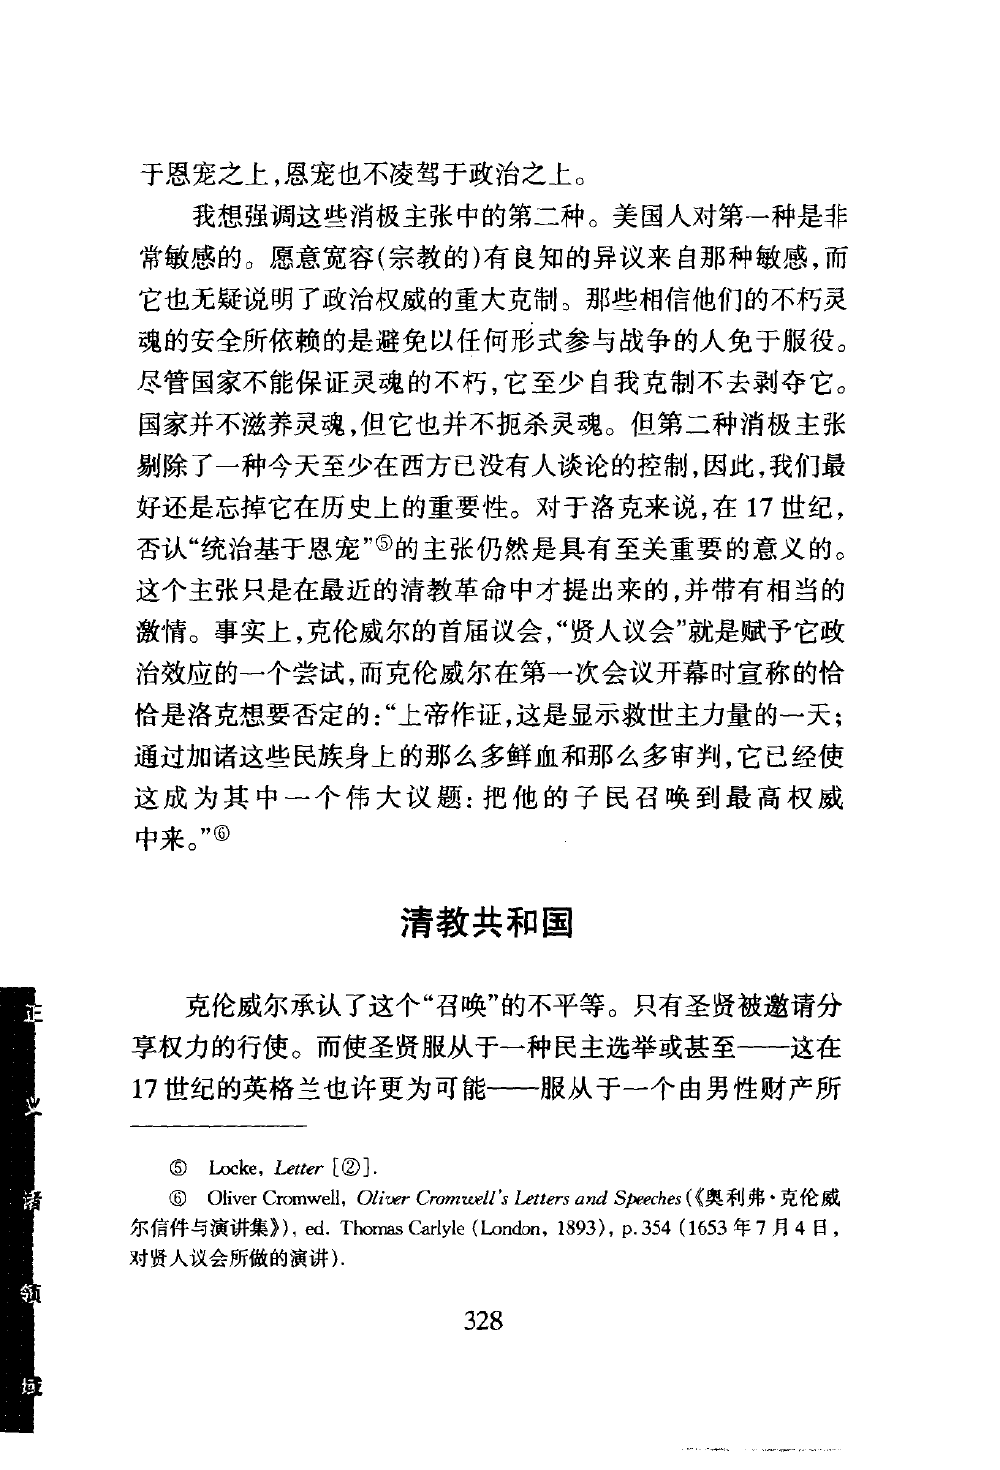 于恩宠之上,恩宠也不凌驾于政治之上。
我想强调这些消极主张中的第二种。美国人对第一种是非
常敏感的。愿意宽容(宗教的)有良知的异议来自那种敏感,而
它也无疑说明了政治权威的重大克制。那些相信他们的不朽灵
魂的安全所依赖的是避免以任何形式参与战争的人免于服役。
尽管国家不能保证灵魂的不朽,它至少自我克制不去剥夺它。
国家并不滋养灵魂,但它也并不扼杀灵魂。但第二种消极主张
剔除了一种今天至少在西方已没有人谈论的控制,因此,我们最
好还是忘掉它在历史上的重要性。对于洛克来说,在 17 世纪,
否认“统治基于恩宠”⑤的主张仍然是具有至关重要的意义的。
这个主张只是在最近的清教革命中才提出来的,并带有相当的
激情。事实上,克伦威尔的首届议会,“贤人议会”就是赋予它政
治效应的一个尝试,而克伦威尔在第一次会议开幕时宣称的恰
恰是洛克想要否定的:“上帝作证,这是显示救世主力量的一天;
通过加诸这些民族身上的那么多鲜血和那么多审判,它已经使
这成为其中一个伟大议题:把他的子民召唤到最高权威
中来。”⑥
清教共和国
克伦威尔承认了这个“召唤”的不平等。只有圣贤被邀请分
享权力的行使。而使圣贤服从于一种民主选举或甚至——这在
17 世纪的英格兰也许更为可能——服从于一个由男性财产所
⑤ Locke, Letter [②].
⑥ Oliver Cromwell, Oliver Cromwell's Letters and Speeches(《奥利弗·克伦威
尔信件与演讲集》), ed. Thomas Carlyle (London, 1893), p.354 (1653 年 7 月 4 日,
对贤人议会所做的演讲).
328
正
义
诸
领
域